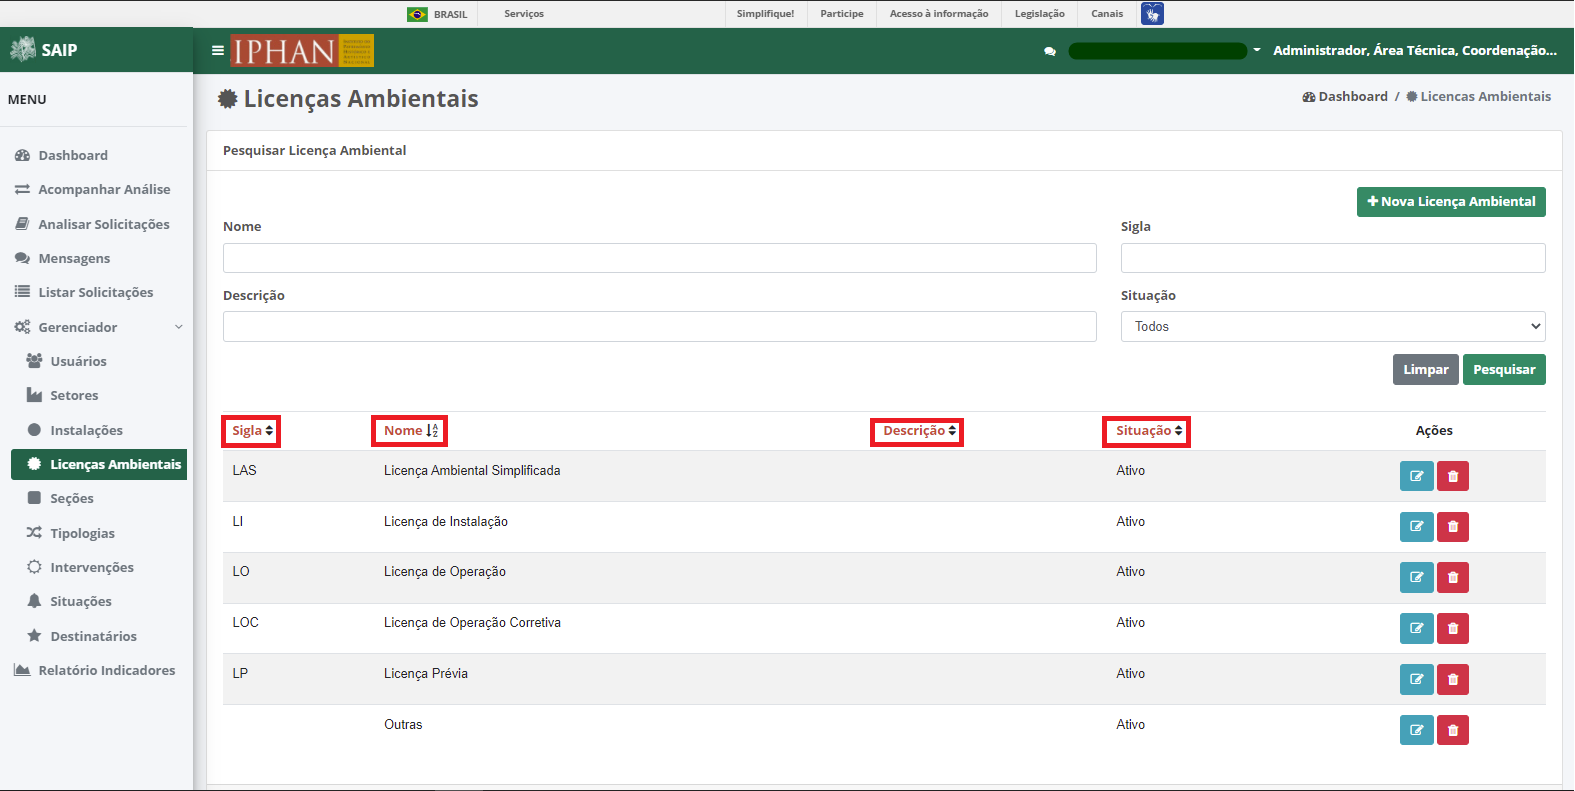 BRASIL Serviços Simplifique! Participe Acesso à informação Legislação Canais
SAIP IPHAN Administrador, Área Técnica, Coordenação...
MENU
Dashboard
Acompanhar Análise
Analisar Solicitações
Mensagens
Listar Solicitações
Gerenciador
Usuários
Setores
Instalações
Licenças Ambientais
Seções
Tipologias
Intervenções
Situações
Destinatários
Relatório Indicadores
Licenças Ambientais
Dashboard / Licencas Ambientais
Pesquisar Licença Ambiental
Nova Licença Ambiental
Nome Sigla
Descrição Situação
Todos
Limpar Pesquisar
Sigla Nome Descrição Situação Ações
LAS Licença Ambiental Simplificada Ativo
LI Licença de Instalação Ativo
LO Licença de Operação Ativo
LOC Licença de Operação Corretiva Ativo
LP Licença Prévia Ativo
Outras Ativo